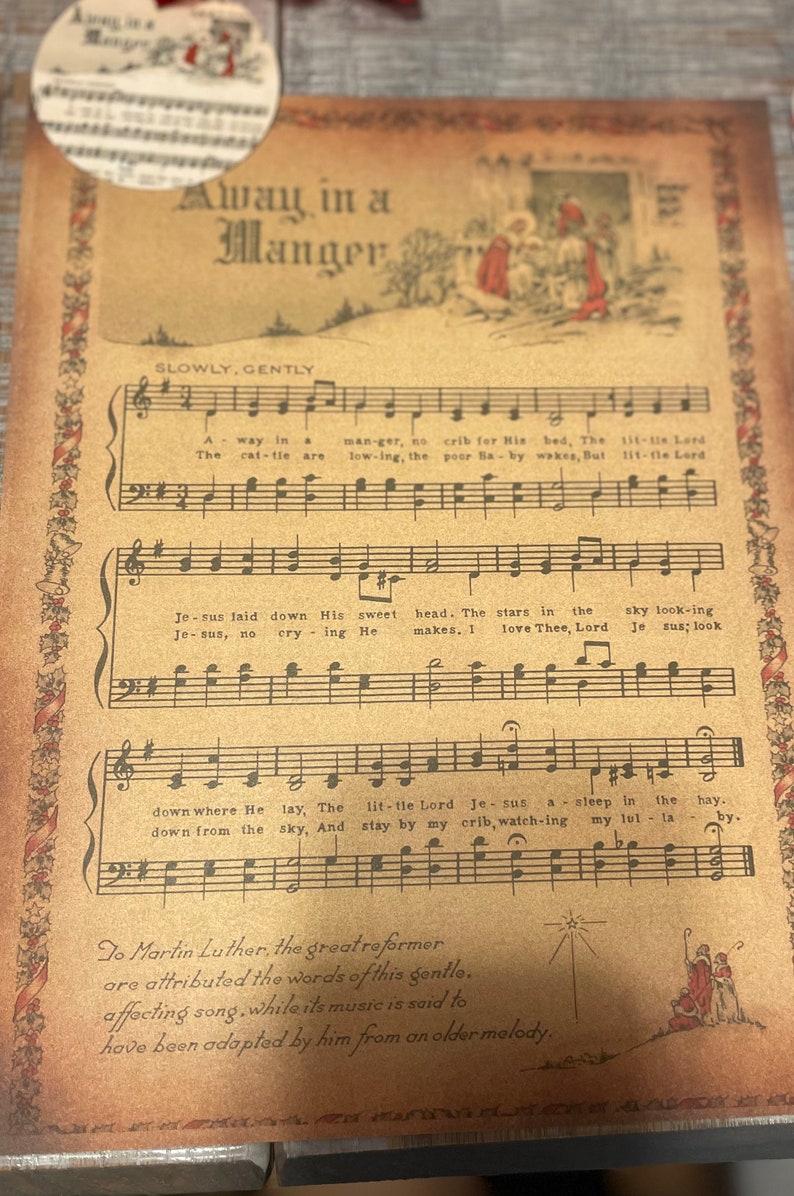 Away in a
Manger
Away in a
Manger
SLOWLY, GENTLY
A - way in a man-ger, no crib for His bed, The lit-tle Lord
The cat-tle are low-ing, the poor Ba-by wakes, But lit-tle Lord
Je-sus laid down His sweet head. The stars in the sky look-ing
Je-sus, no cry-ing He makes. I love Thee, Lord Je sus; look
down where He lay, The lit-tle Lord Je-sus a-sleep in the hay.
down from the sky, And stay by my crib, watch-ing my lul-la-by.
To Martin Luther, the great reformer
are attributed the words of this gentle,
affecting song, while its music is said to
have been adapted by him from an older melody.